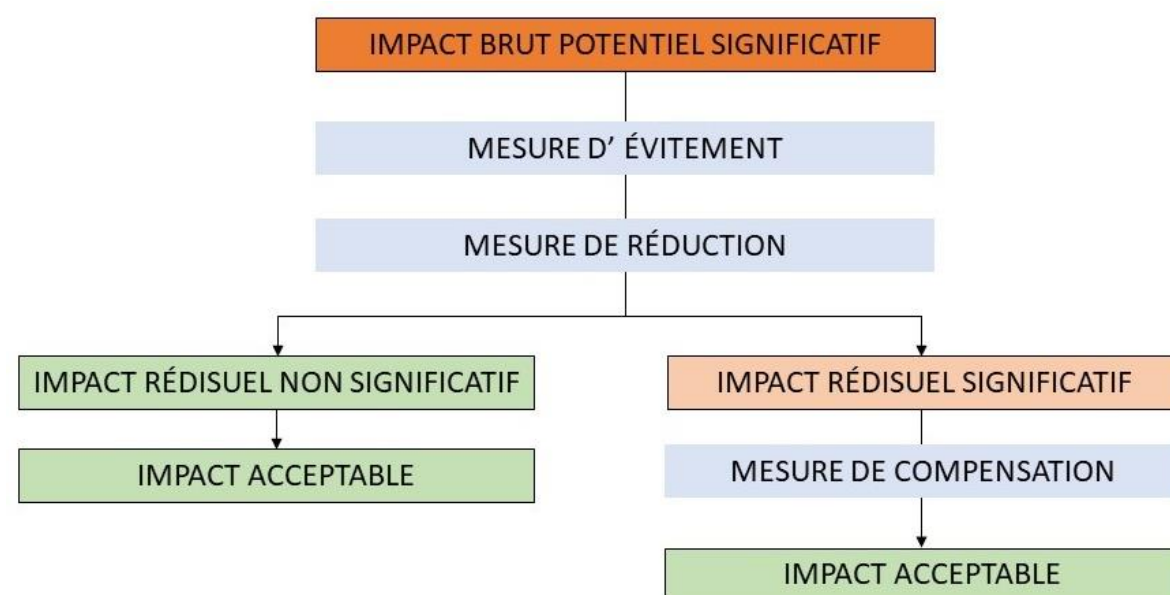 IMPACT BRUT POTENTIEL SIGNIFICATIF
MESURE D’ ÉVITEMENT
MESURE DE RÉDUCTION
IMPACT RÉDISUEL NON SIGNIFICATIF
IMPACT RÉDISUEL SIGNIFICATIF
IMPACT ACCEPTABLE
MESURE DE COMPENSATION
IMPACT ACCEPTABLE